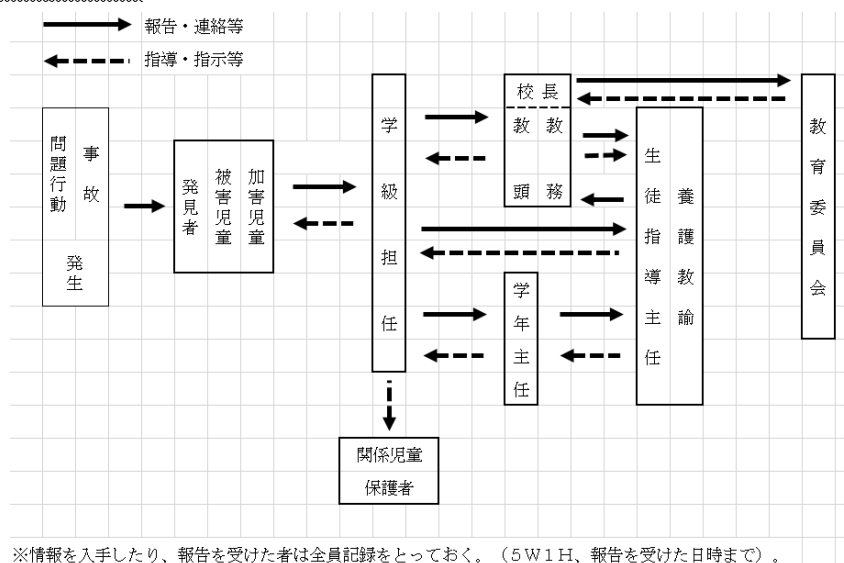 報告・連絡等
指導・指示等
事故
問題行動
発生
加害児童
被害児童
発見者
学級担任
校長
教教
頭務
学年主任
養護教諭
生徒指導主任
教育委員会
関係児童
保護者
※情報を入手したり、報告を受けた者は全員記録をとっておく。（5W1H、報告を受けた日時まで）。